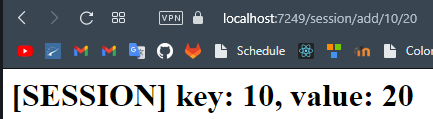 VPN localhost:7249/session/add/10/20
Schedule Color
[SESSION] key: 10, value: 20